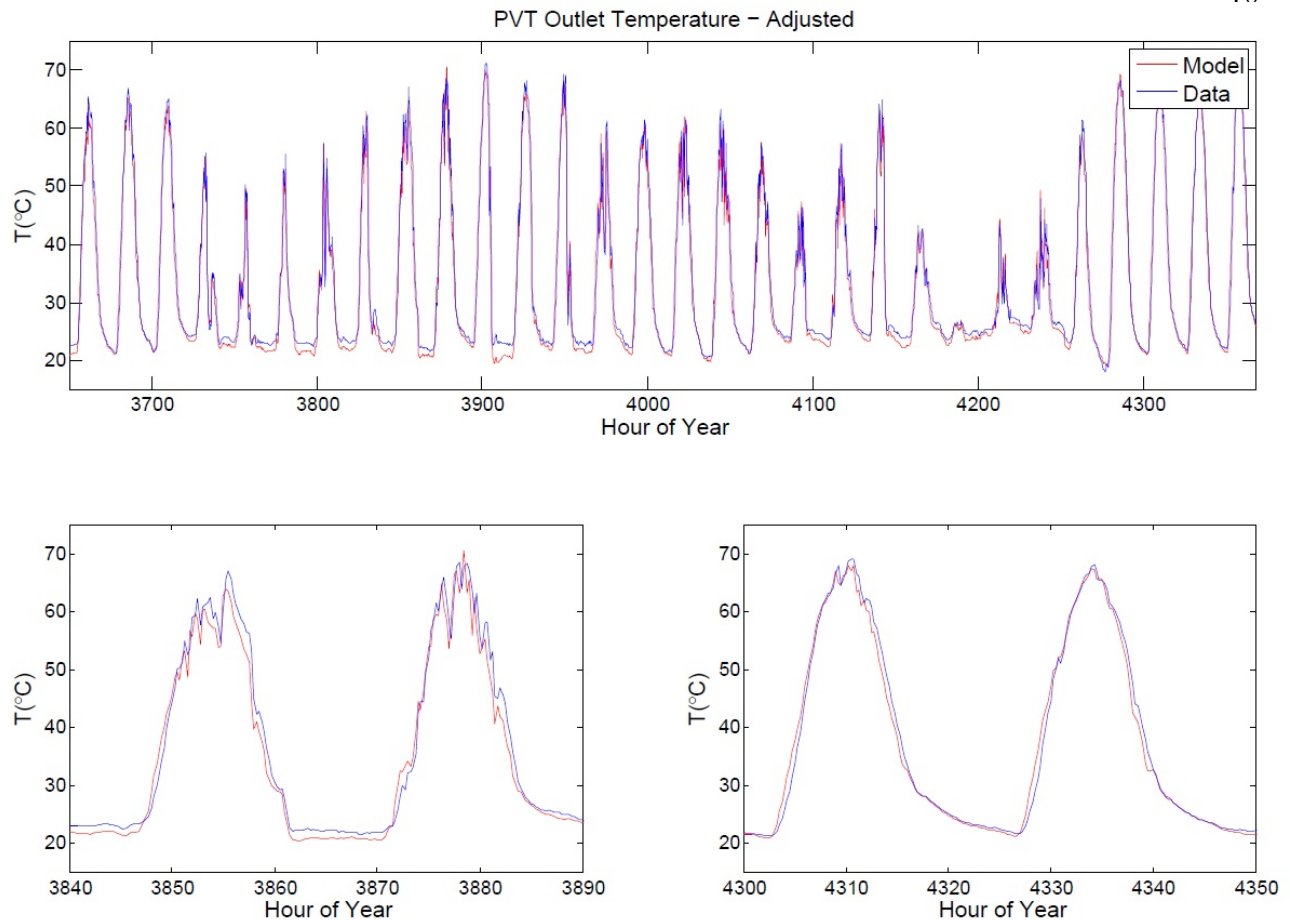 PVT Outlet Temperature − Adjusted
Model
Data
T(°C)
70
60
50
40
30
20
3700 3800 3900 4000 4100 4200 4300
Hour of Year
T(°C)
70
60
50
40
30
20
3840 3850 3860 3870 3880 3890
Hour of Year
T(°C)
70
60
50
40
30
20
4300 4310 4320 4330 4340 4350
Hour of Year